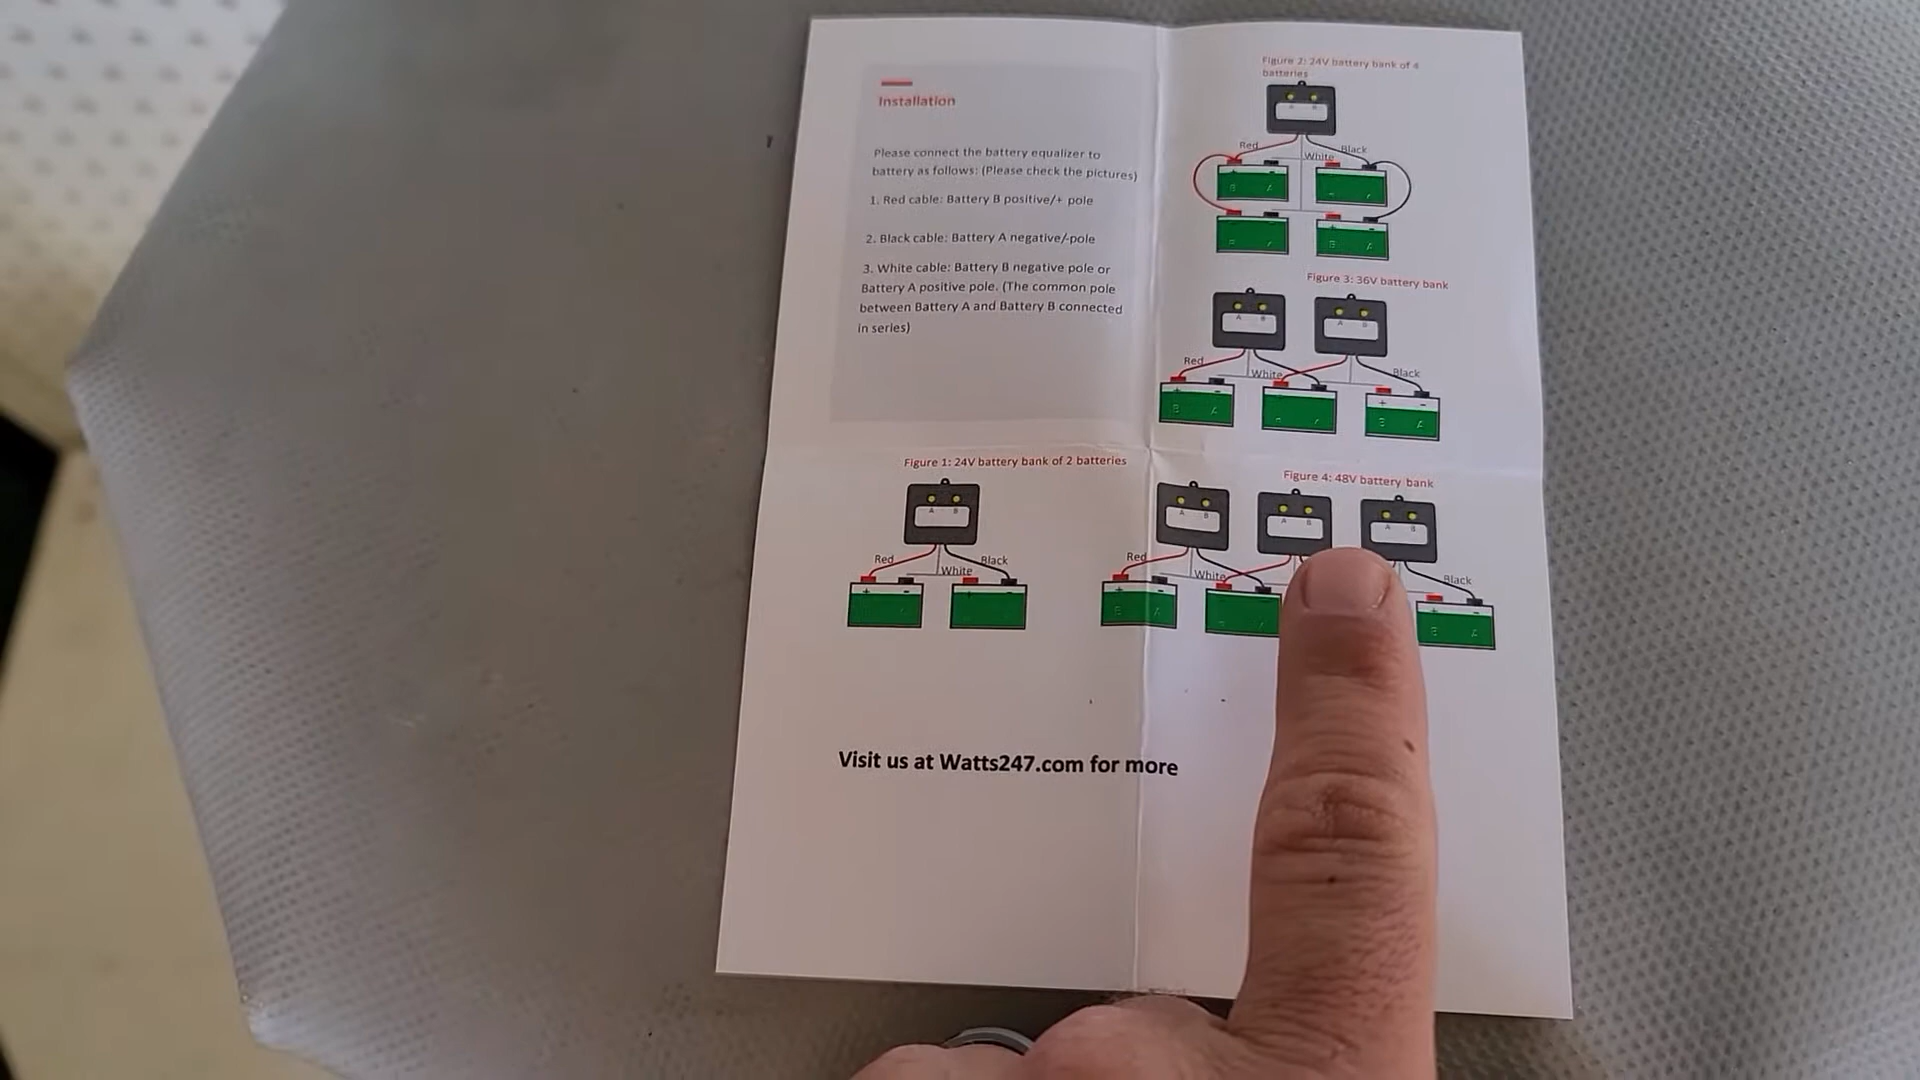 Installation
Please connect the battery equalizer to
battery as follows: (Please check the pictures)
1. Red cable: Battery B positive/+ pole
2. Black cable: Battery A negative/-pole
3. White cable: Battery B negative pole or
Battery A positive pole. (The common pole
between Battery A and Battery B connected
in series)
Figure 1: 24V battery bank of 2 batteries
A B
Red
White
Black
+ -
Visit us at Watts247.com for more
Figure 2: 24V battery bank of 4
batteries
A B
Red
White
Black
B A
B A
Figure 3: 36V battery bank
A B
A B
Red
White
Black
+ -
+ -
B A
B A
Figure 4: 48V battery bank
A B
A B
A B
Red
White
Black
+ -
+ -
B A
B A